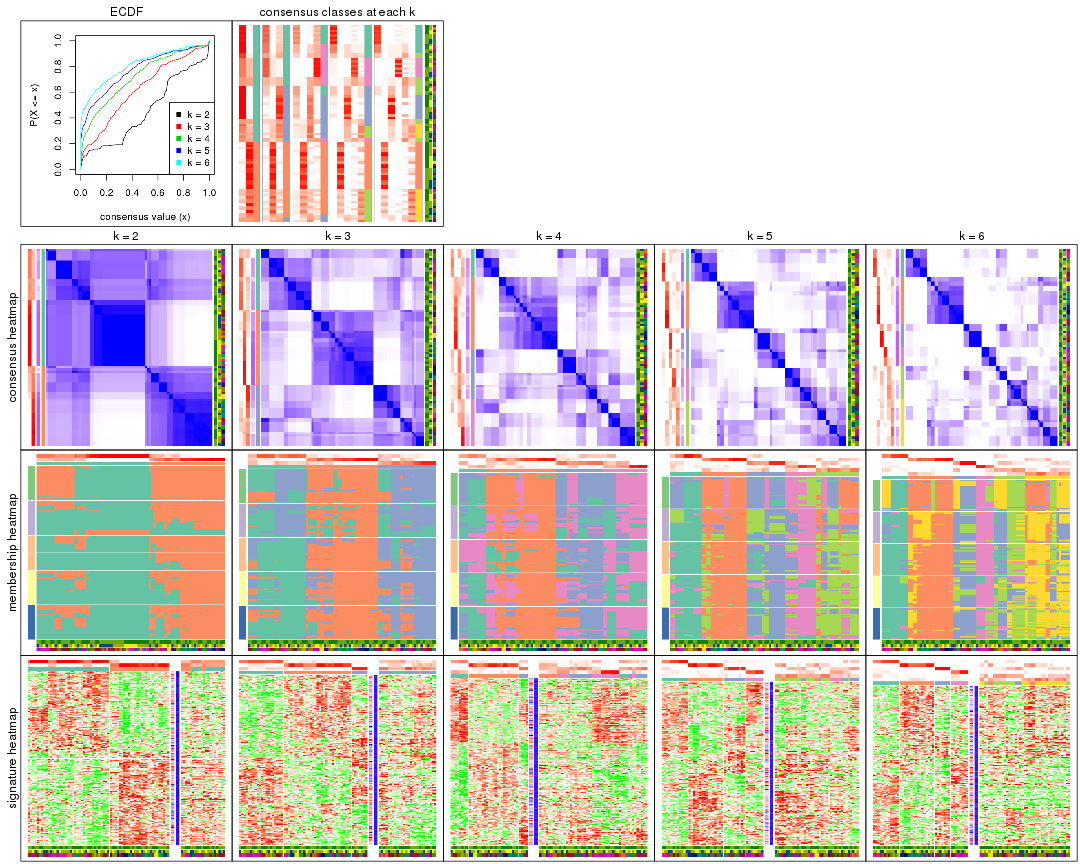 ECDF
consensus classes at each k
P(X <= x)
1.0
0.8
0.6
0.4
0.2
0.0
k = 2
k = 3
k = 4
k = 5
k = 6
0.0 0.2 0.4 0.6 0.8 1.0
consensus value (x)
k = 2
k = 3
k = 4
k = 5
k = 6
consensus heatmap
membership heatmap
signature heatmap